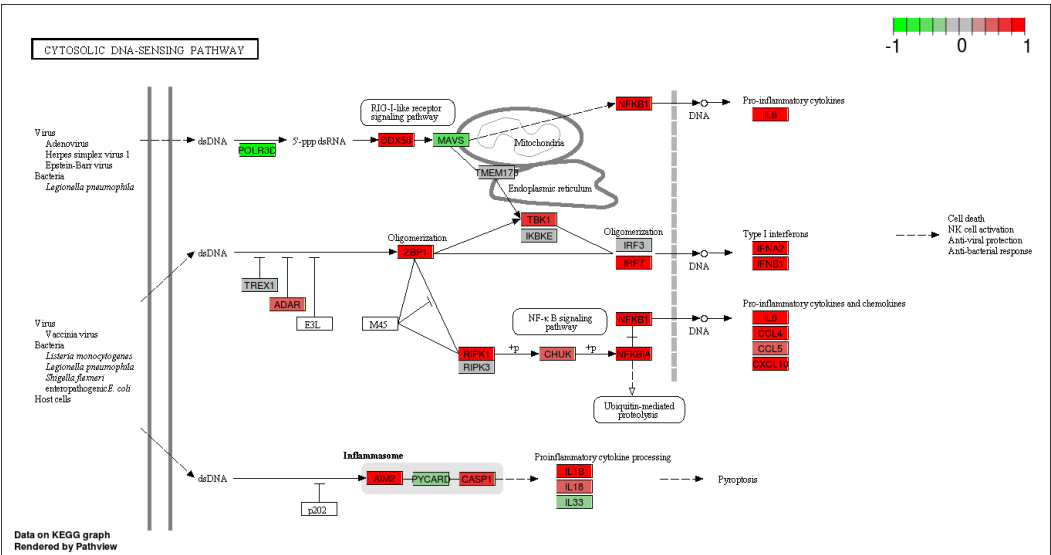 CYTOSOLIC DNA-SENSING PATHWAY
-1 0 1
Virus
Adenovirus
Herpes simplex virus 1
Epstein-Barr virus
Bacteria
Legionella pneumophila
dsDNA
POLR3D
5'-ppp dsRNA
RIG-I-like receptor
signaling pathway
DDX58
MAVS
Mitochondria
TMEM173
Endoplasmic reticulum
NFKB1
DNA
Pro-inflammatory cytokines
IL6
TBK1
IKBKE
Oligomerization
ZBP1
dsDNA
TREX1
ADAR
E3L
M45
Oligomerization
IRF3
IRF7
DNA
Type I interferons
IFNA2
IFNB1
Cell death
NK cell activation
Anti-viral protection
Anti-bacterial response
Virus
Vaccinia virus
Bacteria
Listeria monocytogenes
Legionella pneumophila
Shigella flexneri
enteropathogenicE. coli
Host cells
RIPK1
RIPK3
+p
CHUK
+p
NFKBIA
NF-κB signaling
pathway
NFKB1
DNA
Ubiquitin-mediated
proteolysis
Pro-inflammatory cytokines and chemokines
IL6
CCL4
CCL5
CXCL10
dsDNA
p202
Inflammasome
AIM2
PYCARD
CASP1
Proinflammatory cytokine processing
IL1B
IL18
IL33
Pyroptosis
Data on KEGG graph
Rendered by Pathview